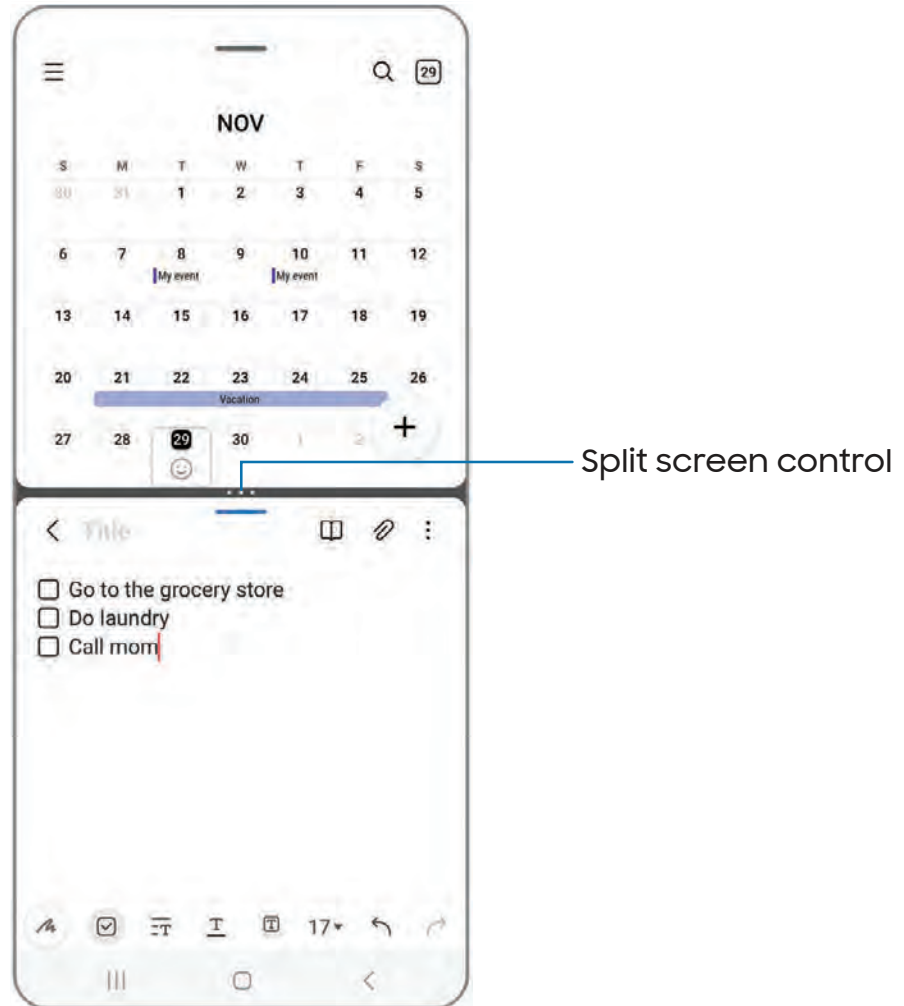 29
NOV
S M T W T F S
30 31 1 2 3 4 5
6 7 8 9 10 11 12
My event My event
13 14 15 16 17 18 19
20 21 22 23 24 25 26
Vacation
27 28 29 30 1 2
Split screen control
Title
Go to the grocery store
Do laundry
Call mom
17